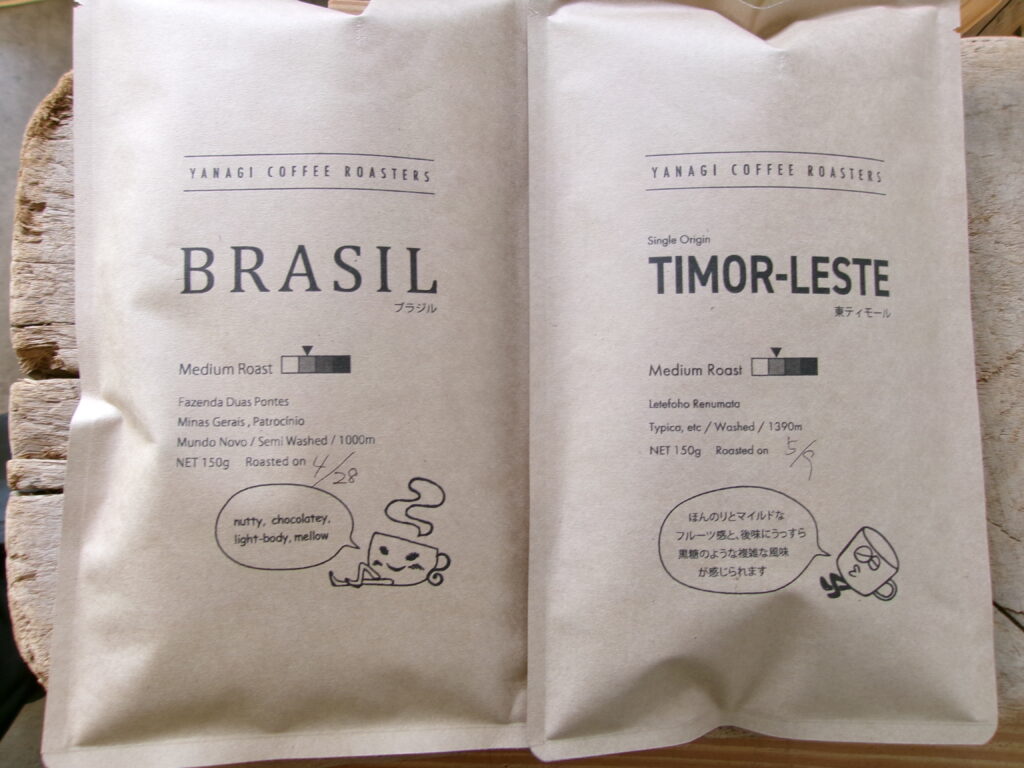 YANAGI COFFEE ROASTERS
BRASIL
ブラジル
Medium Roast
Fazenda Duas Pontes
Minas Gerais, Patrocínio
Mundo Novo / Semi Washed / 1000m
NET 150g Roasted on 4/28
nutty, chocolatey,
light-body, mellow
YANAGI COFFEE ROASTERS
Single Origin
TIMOR-LESTE
東ティモール
Medium Roast
Letefoho Renumata
Typica, etc / Washed / 1390m
NET 150g Roasted on 5/9
ほんのりとマイルドな
フルーツ感と、後味にうっすら
黒糖のような複雑な風味
が感じられます